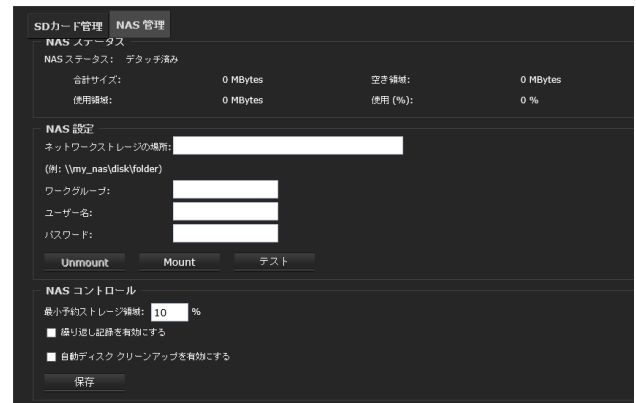 SDカード管理 NAS 管理
NAS ステータス
NAS ステータス: デタッチ済み
合計サイズ: 0 MBytes 空き領域: 0 MBytes
使用領域: 0 MBytes 使用 (%): 0 %
NAS 設定
ネットワークストレージの場所:
(例: \\my_nas\disk\folder)
ワークグループ:
ユーザー名:
パスワード:
Unmount Mount テスト
NAS コントロール
最小予約ストレージ領域: 10 %
繰り返し記録を有効にする
自動ディスク クリーンアップを有効にする
保存